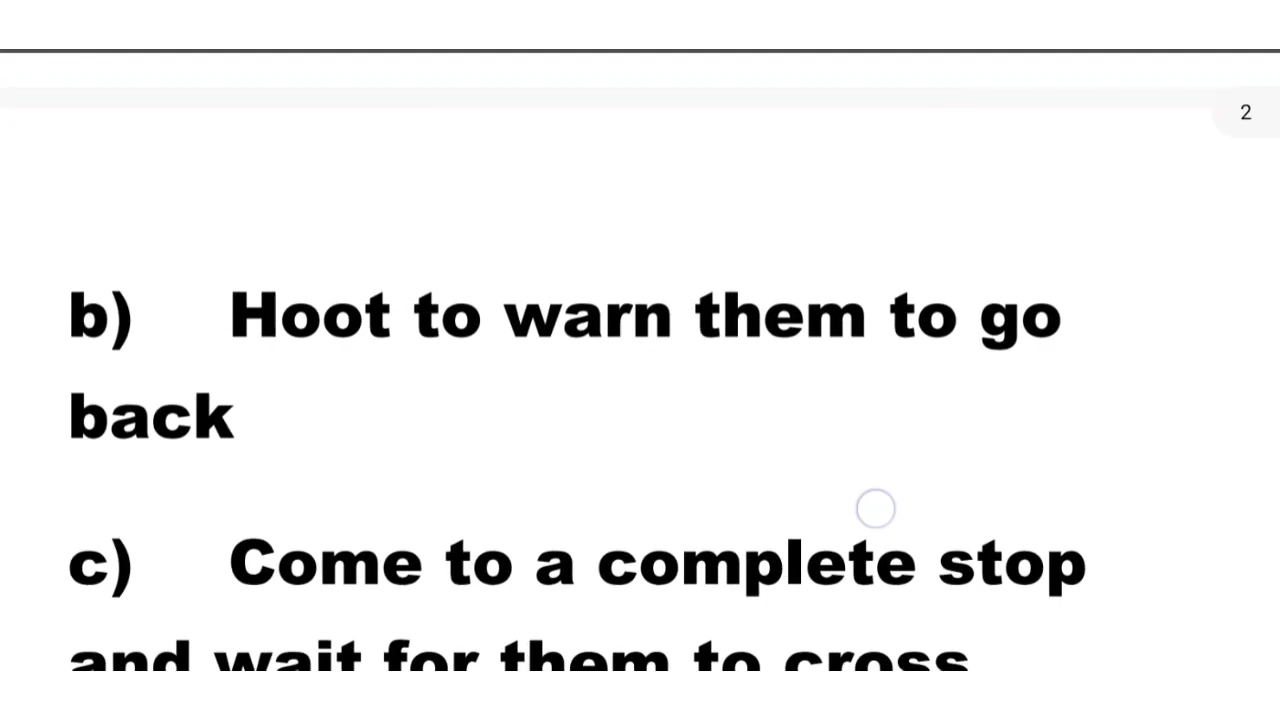 2
b) Hoot to warn them to go
back
c) Come to a complete stop
and wait for them to cross